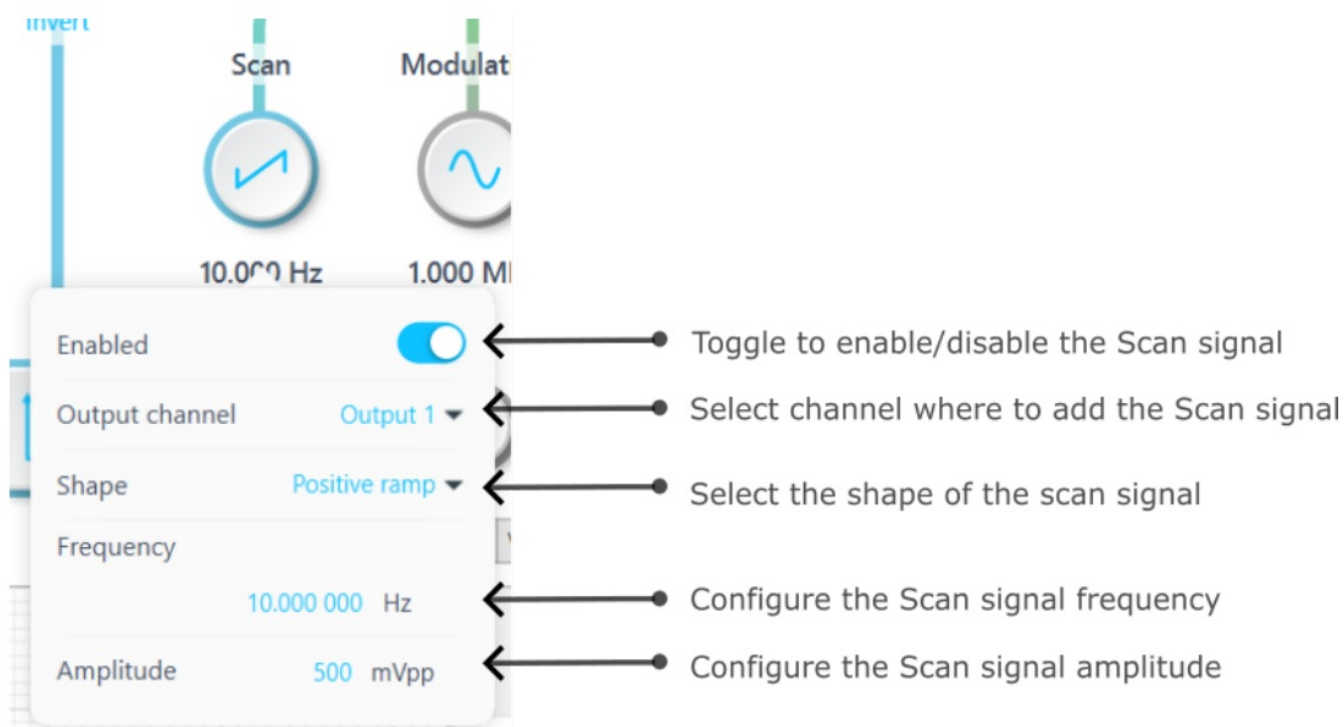 Invert
Scan
Modulat
10.000 Hz
1.000 M
Enabled
Toggle to enable/disable the Scan signal
Output channel
Output 1
Select channel where to add the Scan signal
Shape
Positive ramp
Select the shape of the scan signal
Frequency
10.000 000 Hz
Configure the Scan signal frequency
Amplitude
500 mVpp
Configure the Scan signal amplitude